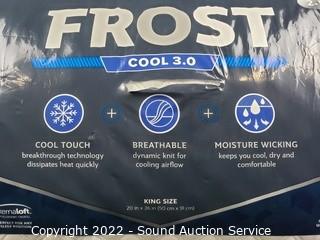 FROST
COOL 3.0
COOL TOUCH
breakthrough technology
dissipates heat quickly
BREATHABLE
dynamic knit for
cooling airflow
MOISTURE WICKING
keeps you cool, dry and
comfortable
KING SIZE
20 in x 36 in (50 cm x 91 cm)
Copyright 2022 - Sound Auction Service